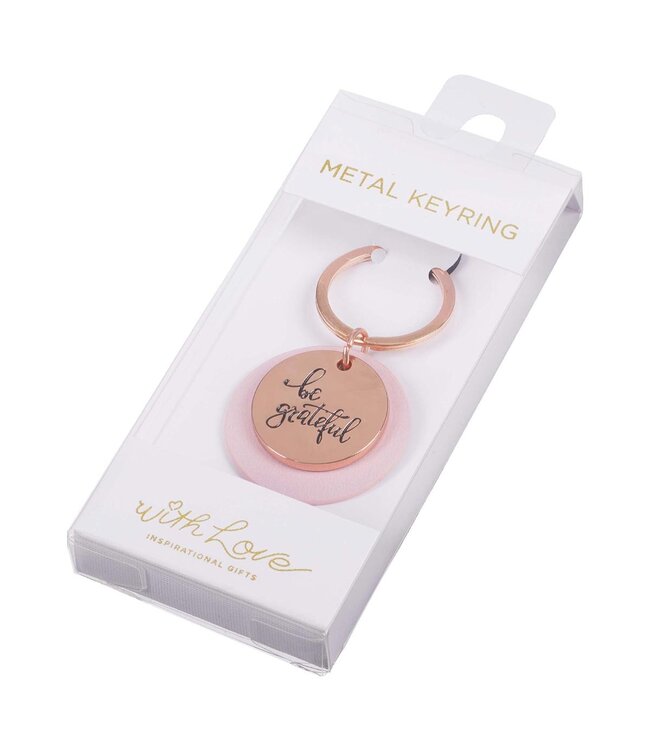 METAL KEYRING
be
grateful
with Love
INSPIRATIONAL GIFTS